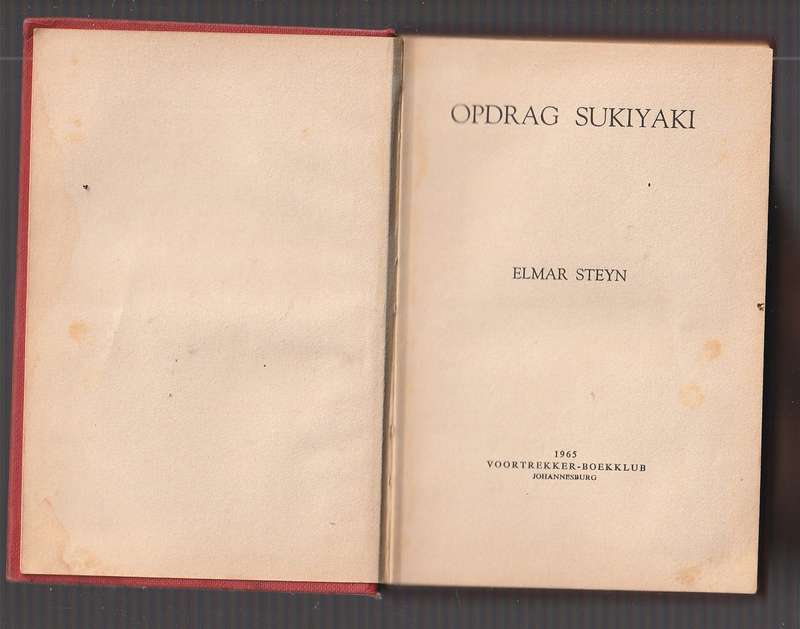 OPDRAG SUKIYAKI
ELMAR STEYN
1965
VOORTREKKER-BOEKKLUB
JOHANNESBURG